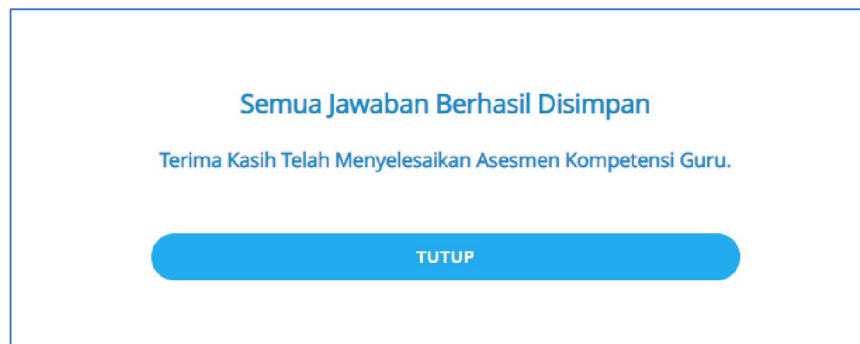 Semua Jawaban Berhasil Disimpan
Terima Kasih Telah Menyelesaikan Asesmen Kompetensi Guru.
TUTUP